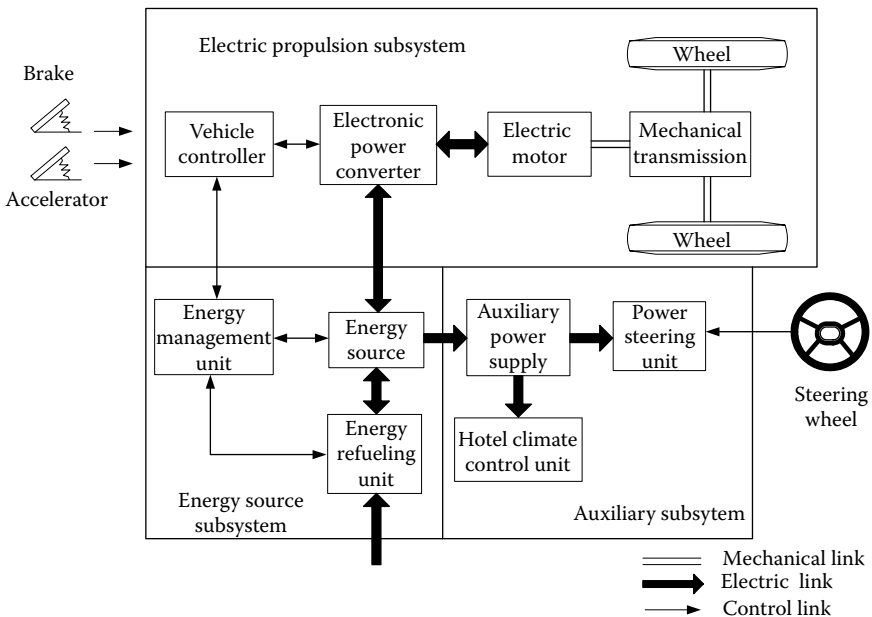 Electric propulsion subsystem
Brake
Accelerator
Vehicle
controller
Electronic
power
converter
Electric
motor
Mechanical
transmission
Wheel
Wheel
Energy
management
unit
Energy
source
Energy
refueling
unit
Energy source
subsystem
Auxiliary
power
supply
Power
steering
unit
Hotel climate
control unit
Auxiliary subsytem
Steering
wheel
Mechanical link
Electric link
Control link